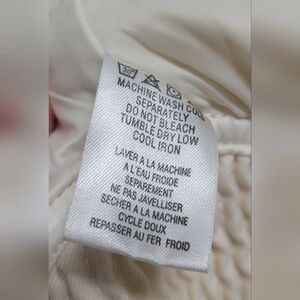 30°
MACHINE WASH COLD
SEPARATELY
DO NOT BLEACH
TUMBLE DRY LOW
COOL IRON
LAVER A LA MACHINE
A L'EAU FROIDE
SEPAREMENT
NE PAS JAVELLISER
SECHER A LA MACHINE
CYCLE DOUX
REPASSER AU FER FROID